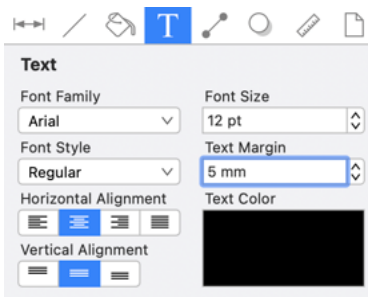 T
Text
Font Family
Font Size
Arial
12 pt
Font Style
Text Margin
Regular
5 mm
Horizontal Alignment
Text Color
Vertical Alignment